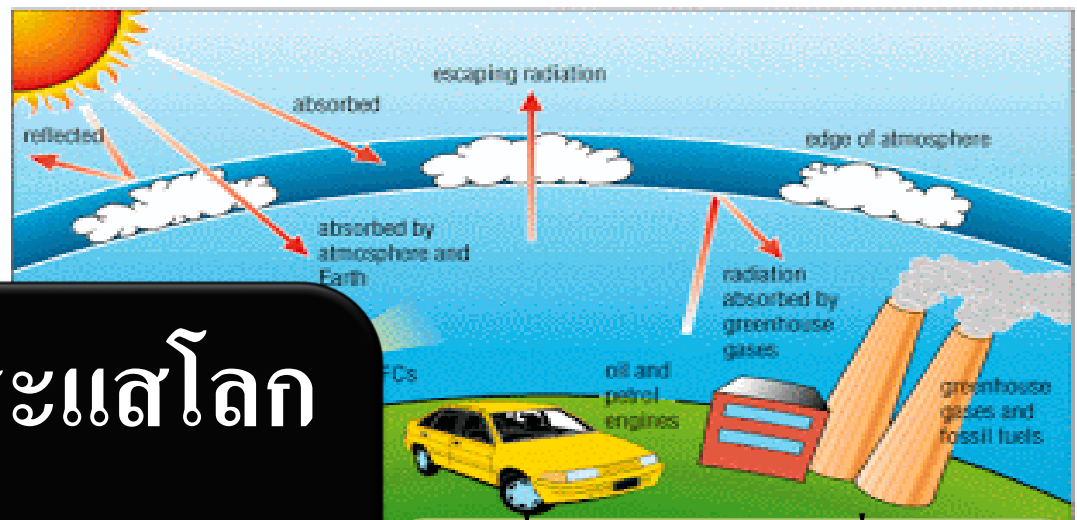 escaping radiation
absorbed
reflected
edge of atmosphere
absorbed by
atmosphere and
Earth
radiation
absorbed by
greenhouse
gases
FCs
oil and
petrol
engines
greenhouse
gases and
fossil fuels
ะแสโลก